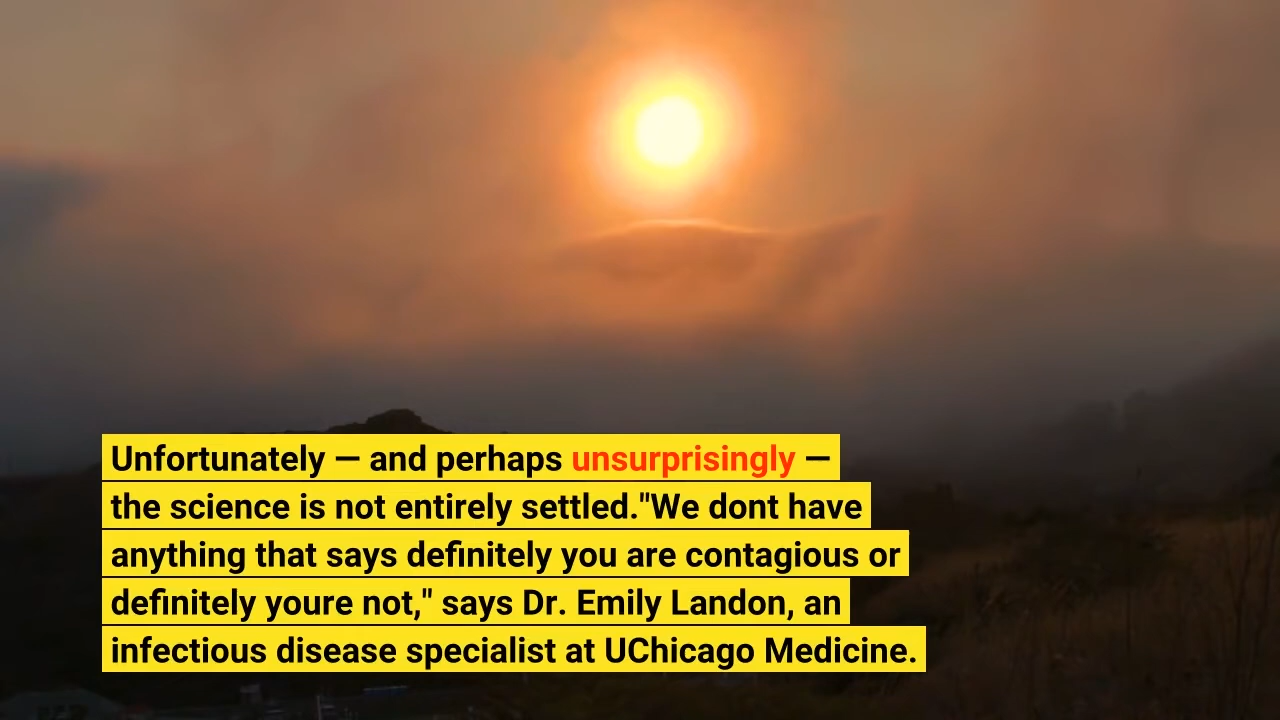 Unfortunately — and perhaps unsurprisingly —
the science is not entirely settled."We dont have
anything that says definitely you are contagious or
definitely youre not," says Dr. Emily Landon, an
infectious disease specialist at UChicago Medicine.